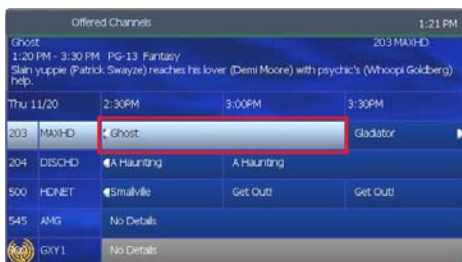 Offered Channels 1:21 PM
Ghost 203 MAXHD
1:20 PM - 3:30 PM PG-13 Fantasy
Slain yuppie (Patrick Swayze) reaches his lover (Demi Moore) with psychic's (Whoopi Goldberg)
help.
Thu 11/20 2:30PM 3:00PM 3:30PM
203 MAXHD Ghost Gladiator
204 DISCHD A Haunting A Haunting
500 HDNET Smallville Get Out! Get Out!
545 AMG No Details
GXY1 No Details